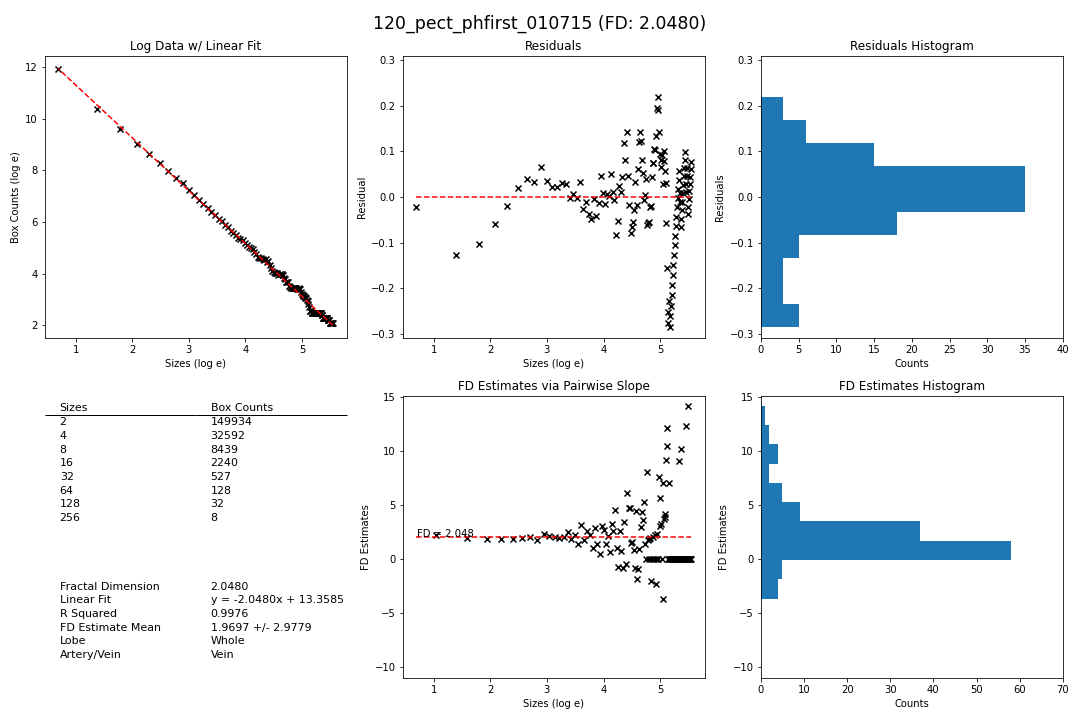 120_pect_phfirst_010715 (FD: 2.0480)
Log Data w/ Linear Fit
Box Counts (log e)
12
10
8
6
4
2
1 2 3 4 5
Sizes (log e)
Residuals
Residual
0.3
0.2
0.1
0.0
−0.1
−0.2
−0.3
1 2 3 4 5
Sizes (log e)
Residuals Histogram
Residuals
0.3
0.2
0.1
0.0
−0.1
−0.2
−0.3
0 5 10 15 20 25 30 35 40
Counts
Sizes Box Counts
2 149934
4 32592
8 8439
16 2240
32 527
64 128
128 32
256 8
Fractal Dimension 2.0480
Linear Fit y = -2.0480x + 13.3585
R Squared 0.9976
FD Estimate Mean 1.9697 +/- 2.9779
Lobe Whole
Artery/Vein Vein
FD Estimates via Pairwise Slope
FD Estimates
15
10
5
0
−5
−10
FD = 2.048
1 2 3 4 5
Sizes (log e)
FD Estimates Histogram
FD Estimates
15
10
5
0
−5
−10
0 10 20 30 40 50 60 70
Counts